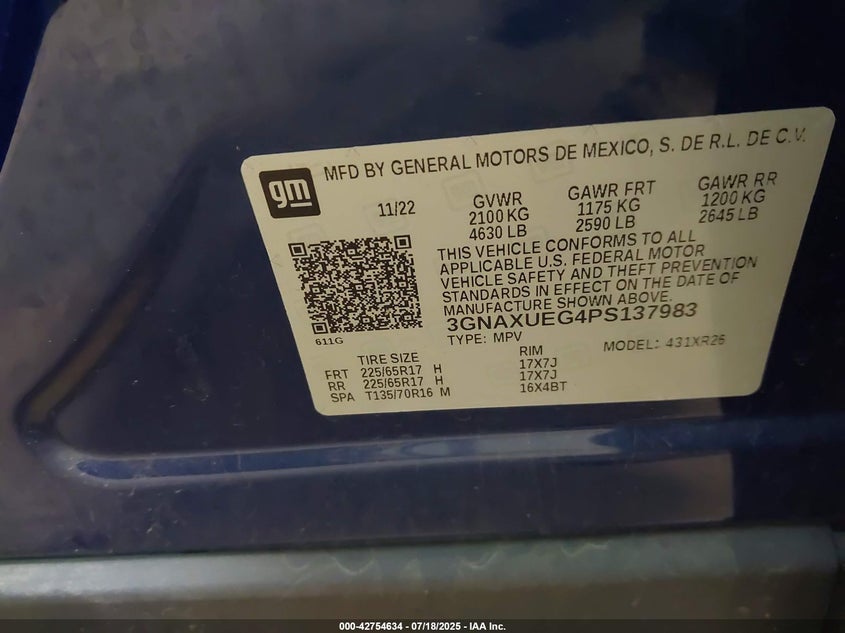 gm
MFD BY GENERAL MOTORS DE MEXICO, S. DE R.L. DE C.V.
11/22
GVWR
2100 KG
4630 LB
GAWR FRT
1175 KG
2590 LB
GAWR RR
1200 KG
2645 LB
THIS VEHICLE CONFORMS TO ALL
APPLICABLE U.S. FEDERAL MOTOR
VEHICLE SAFETY AND THEFT PREVENTION
STANDARDS IN EFFECT ON THE DATE OF
MANUFACTURE SHOWN ABOVE.
3GNAXUEG4PS137983
611G
TYPE: MPV
MODEL: 431XR26
TIRE SIZE
RIM
FRT 225/65R17 H 17X7J
RR 225/65R17 H 17X7J
SPA T135/70R16 M 16X4BT
000-42754634 - 07/18/2025 - IAA Inc.